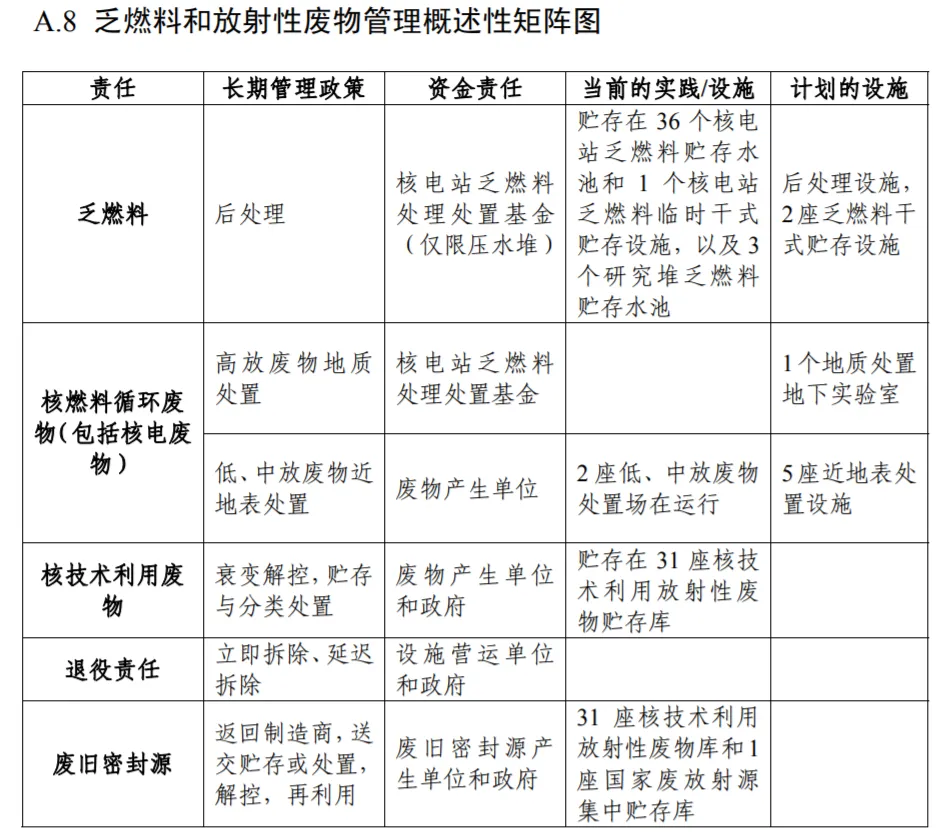 A.8 乏燃料和放射性废物管理概述性矩阵图
责任
长期管理政策
资金责任
当前的实践/设施
计划的设施
乏燃料
后处理
核电站乏燃料
处理处置基金
（仅限压水堆）
贮存在 36 个核电
站乏燃料贮存水
池和 1 个核电站
乏燃料临时干式
贮存设施，以及 3
个研究堆乏燃料
贮存水池
后处理设施，
2座乏燃料干
式贮存设施
核燃料循环废
物（包括核电废
物）
高放废物地质
处置
核电站乏燃料
处理处置基金
1个地质处置
地下实验室
低、中放废物近
地表处置
废物产生单位
2座低、中放废物
处置场在运行
5座近地表处
置设施
核技术利用废
物
衰变解控，贮存
与分类处置
废物产生单位
和政府
贮存在 31 座核技
术利用放射性废
物贮存库
退役责任
立即拆除、延迟
拆除
设施营运单位
和政府
废旧密封源
返回制造商，送
交贮存或处置，
解控，再利用
废旧密封源产
生单位和政府
31 座核技术利用
放射性废物库和1
座国家废放射源
集中贮存库